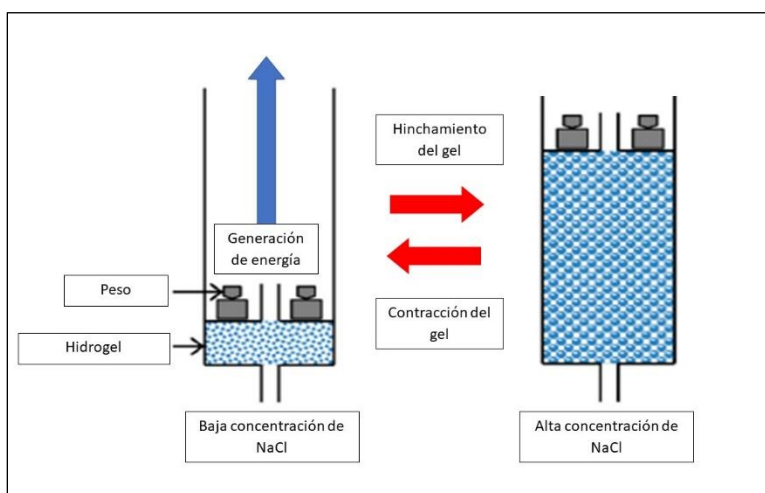 Hinchamiento
del gel
Generación
de energía
Peso
Contracción del
gel
Hidrogel
Baja concentración de
NaCl
Alta concentración de
NaCl